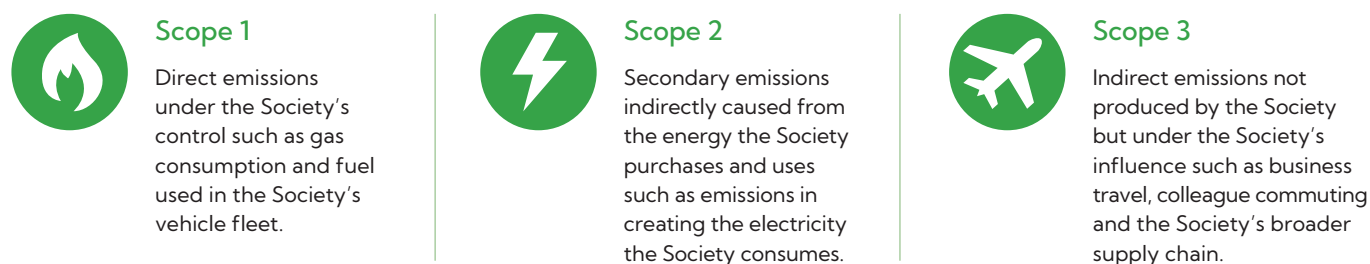 Scope 1
Direct emissions
under the Society’s
control such as gas
consumption and fuel
used in the Society’s
vehicle fleet.
Scope 2
Secondary emissions
indirectly caused from
the energy the Society
purchases and uses
such as emissions in
creating the electricity
the Society consumes.
Scope 3
Indirect emissions not
produced by the Society
but under the Society’s
influence such as business
travel, colleague commuting
and the Society’s broader
supply chain.